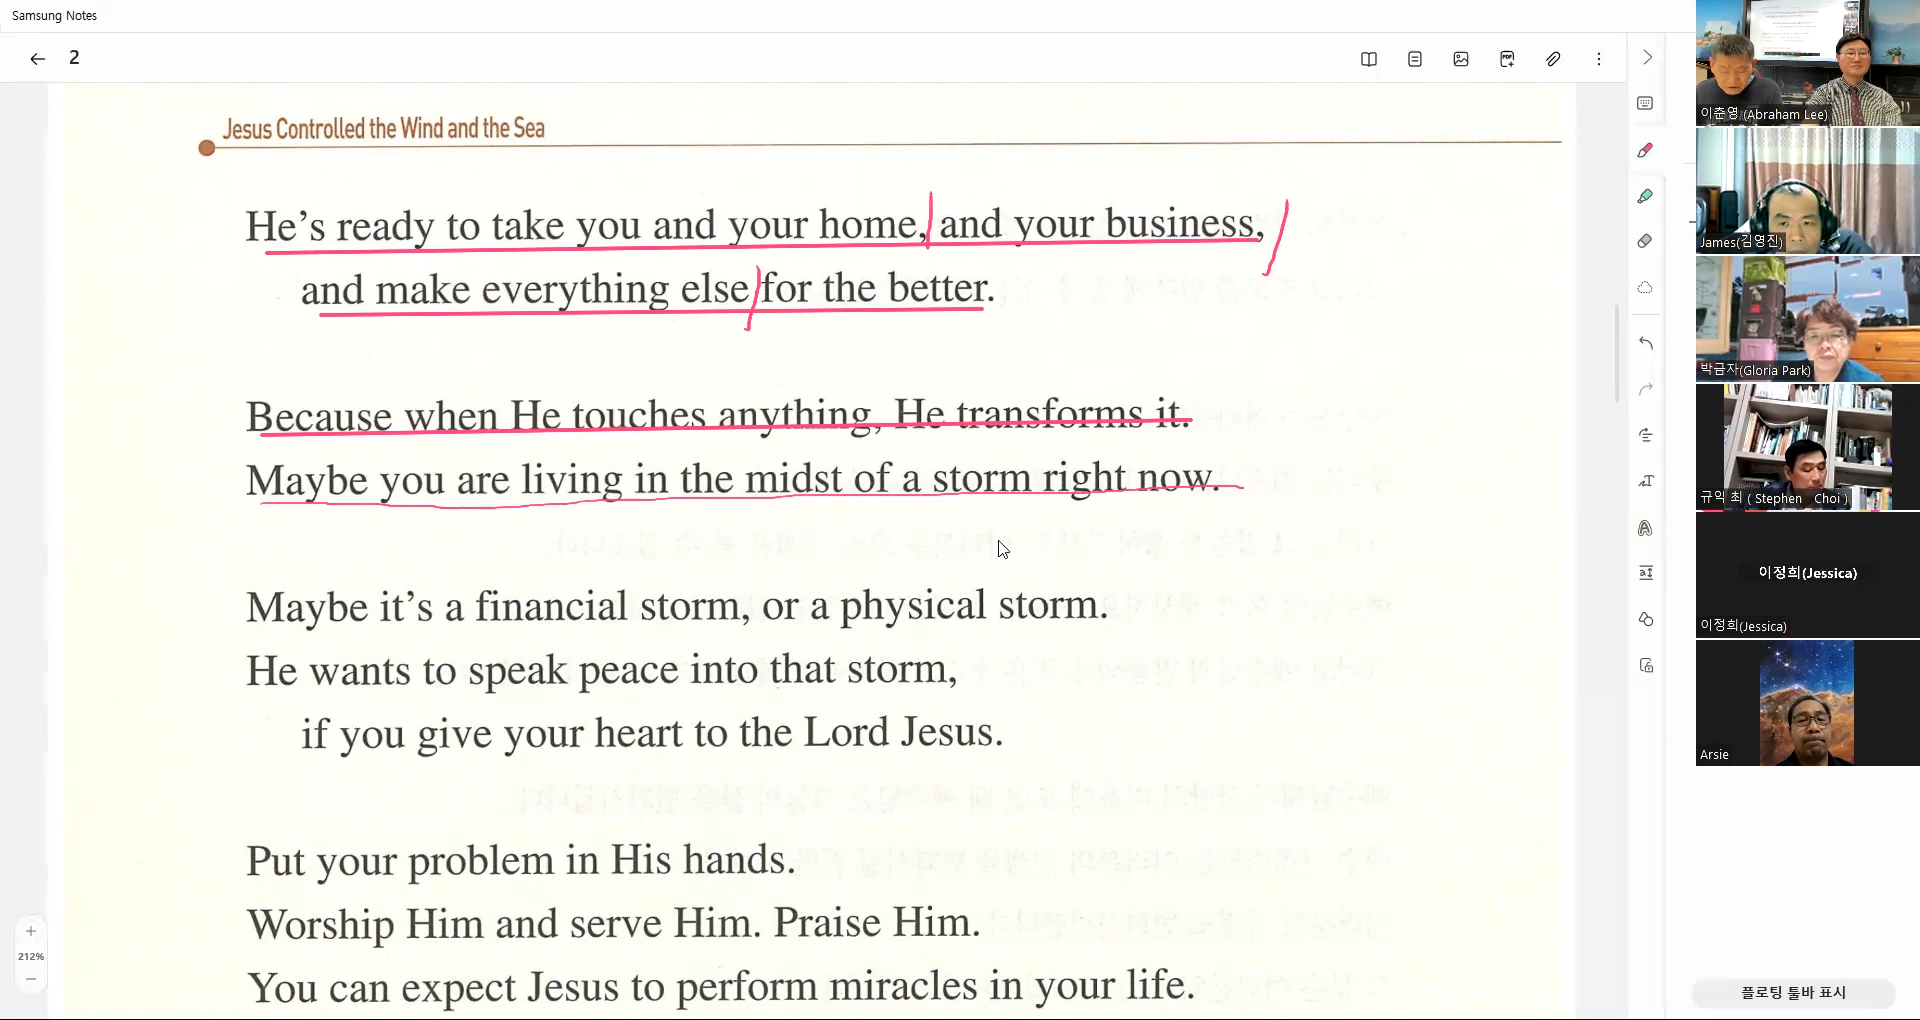 Samsung Notes
2
Jesus Controlled the Wind and the Sea
He's ready to take you and your home, and your business,
and make everything else for the better.
Because when He touches anything, He transforms it.
Maybe you are living in the midst of a storm right now.
Maybe it's a financial storm, or a physical storm.
He wants to speak peace into that storm,
if you give your heart to the Lord Jesus.
Put your problem in His hands.
Worship Him and serve Him. Praise Him.
You can expect Jesus to perform miracles in your life.
212%
이춘영 (Abraham Lee)
James(김영진)
박금자(Gloria Park)
규익 최 ( Stephen Choi )
이정희(Jessica)
이정희(Jessica)
Arsie
플로팅 툴바 표시